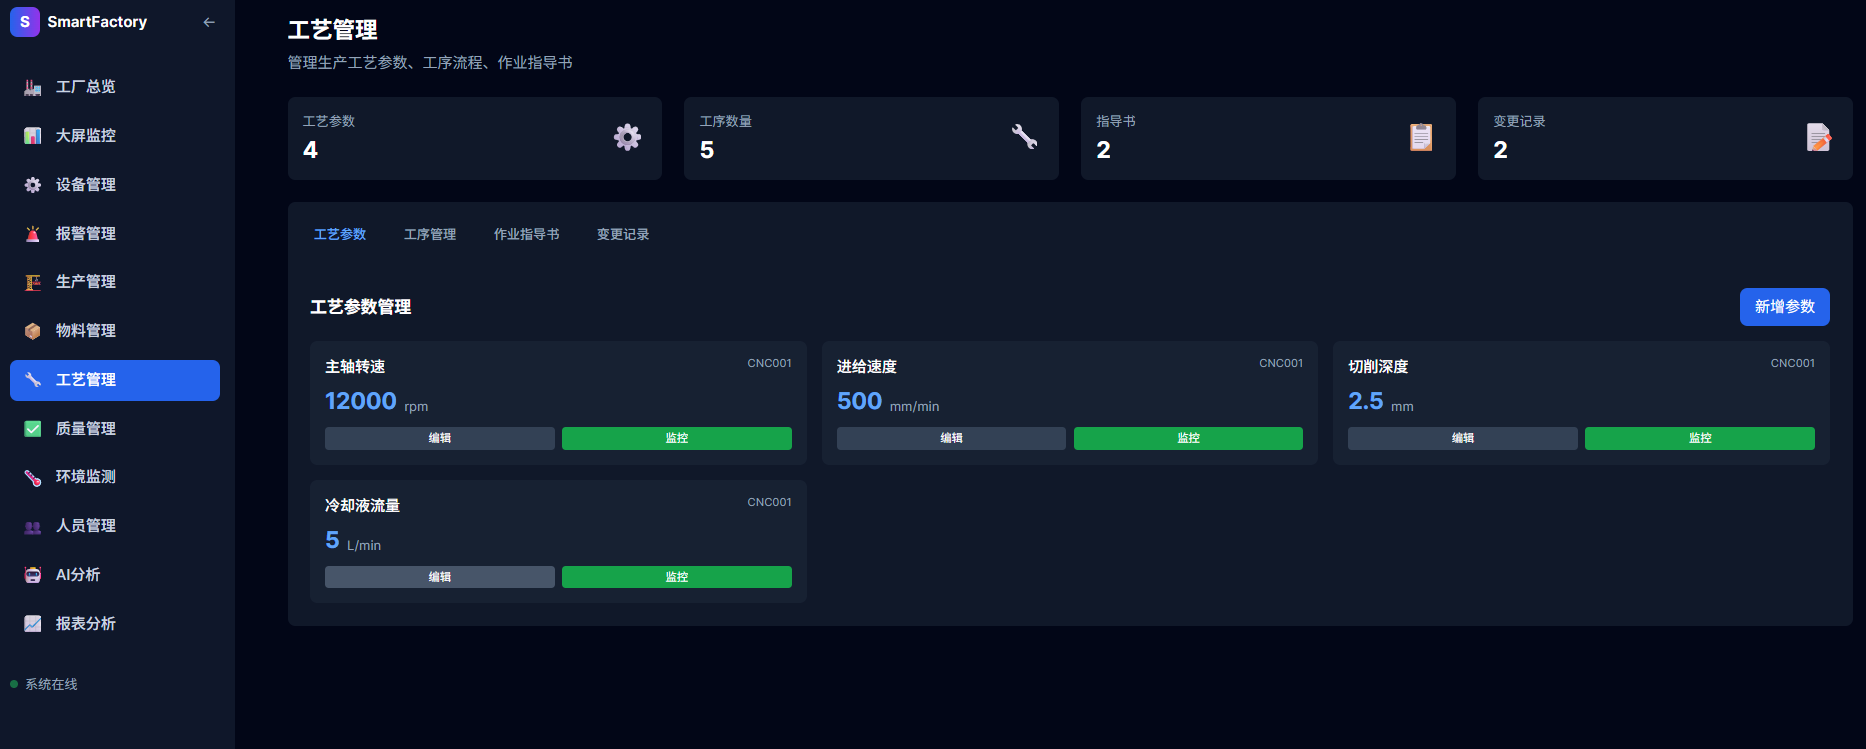 S SmartFactory ←
工厂总览
大屏监控
设备管理
报警管理
生产管理
物料管理
工艺管理
质量管理
环境监测
人员管理
AI分析
报表分析
系统在线
工艺管理
管理生产工艺参数、工序流程、作业指导书
工艺参数
4
工序数量
5
指导书
2
变更记录
2
工艺参数 工序管理 作业指导书 变更记录
工艺参数管理
新增参数
主轴转速 CNC001
12000 rpm
编辑 监控
进给速度 CNC001
500 mm/min
编辑 监控
切削深度 CNC001
2.5 mm
编辑 监控
冷却液流量 CNC001
5 L/min
编辑 监控